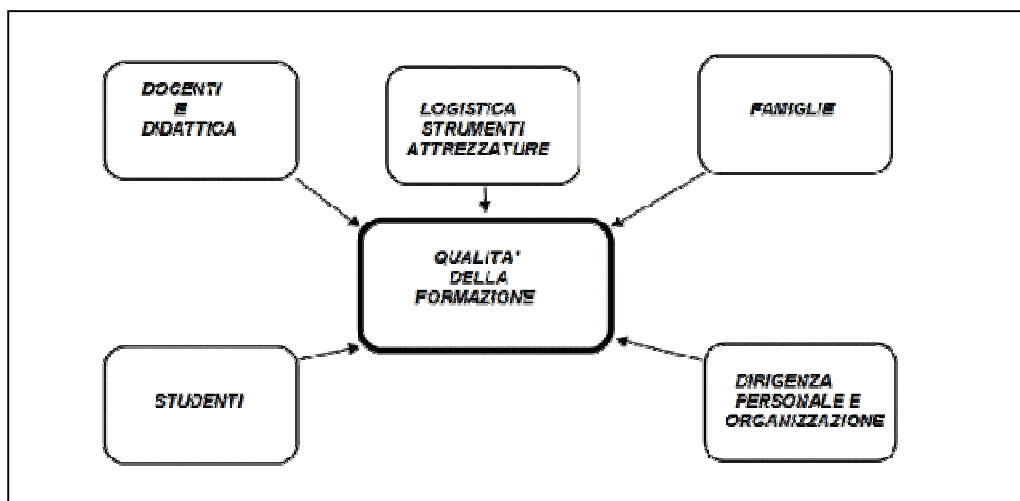 DOCENTI
E
DIDATTICA
LOGISTICA
STRUMENTI
ATTREZZATURE
FAMIGLIE
QUALITA'
DELLA
FORMAZIONE
STUDENTI
DIRIGENZA
PERSONALE E
ORGANIZZAZIONE